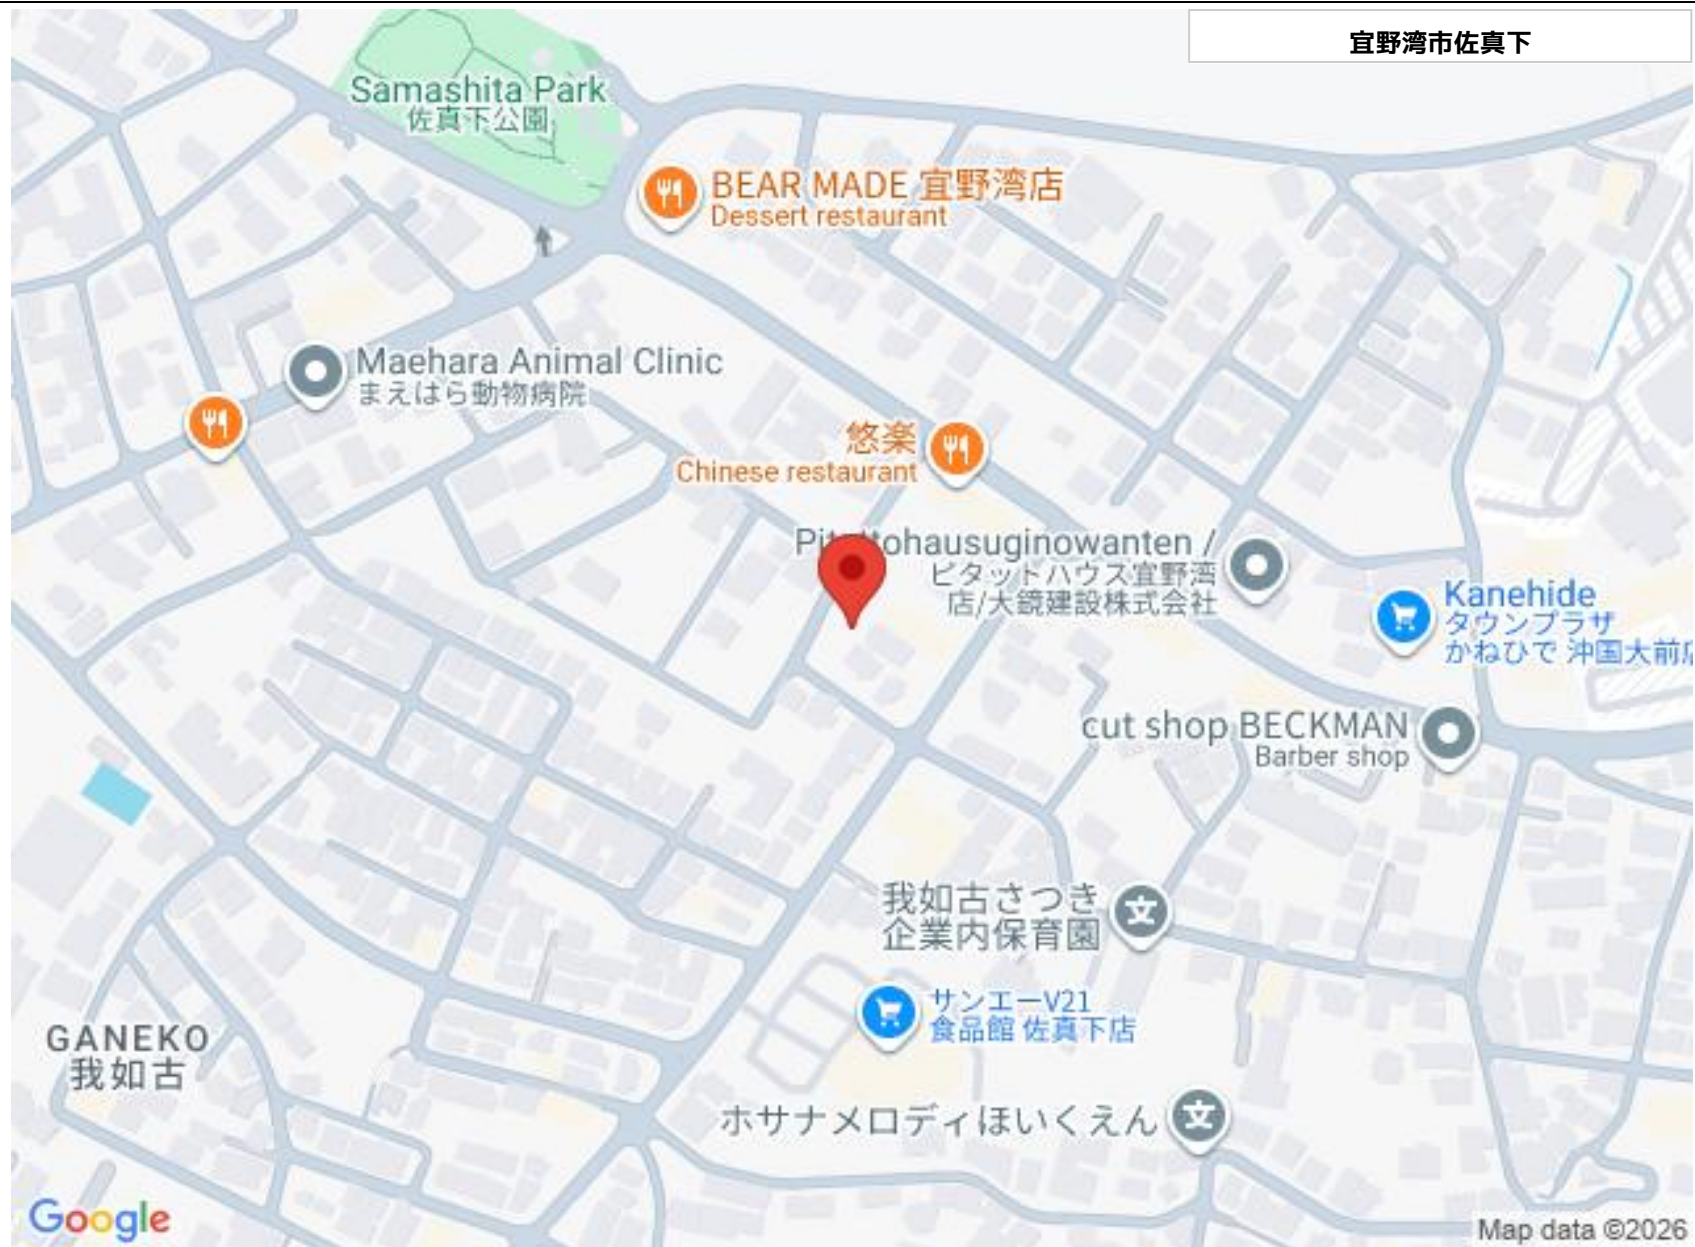 宜野湾市佐真下
Samashita Park
佐真下公園
BEAR MADE 宜野湾店
Dessert restaurant
Maehara Animal Clinic
まえはら動物病院
悠楽
Chinese restaurant
ohausuginowanten /
ピタットハウス宜野湾
店/大鏡建設株式会社
Kanehide
タウンプラザ
かねひで 沖国大前店
cut shop BECKMAN
Barber shop
我如古さつき
企業内保育園
サンエーV21
食品館 佐真下店
GANEKO
我如古
ホサナメロディほいくえん
Google
Map data ©2026